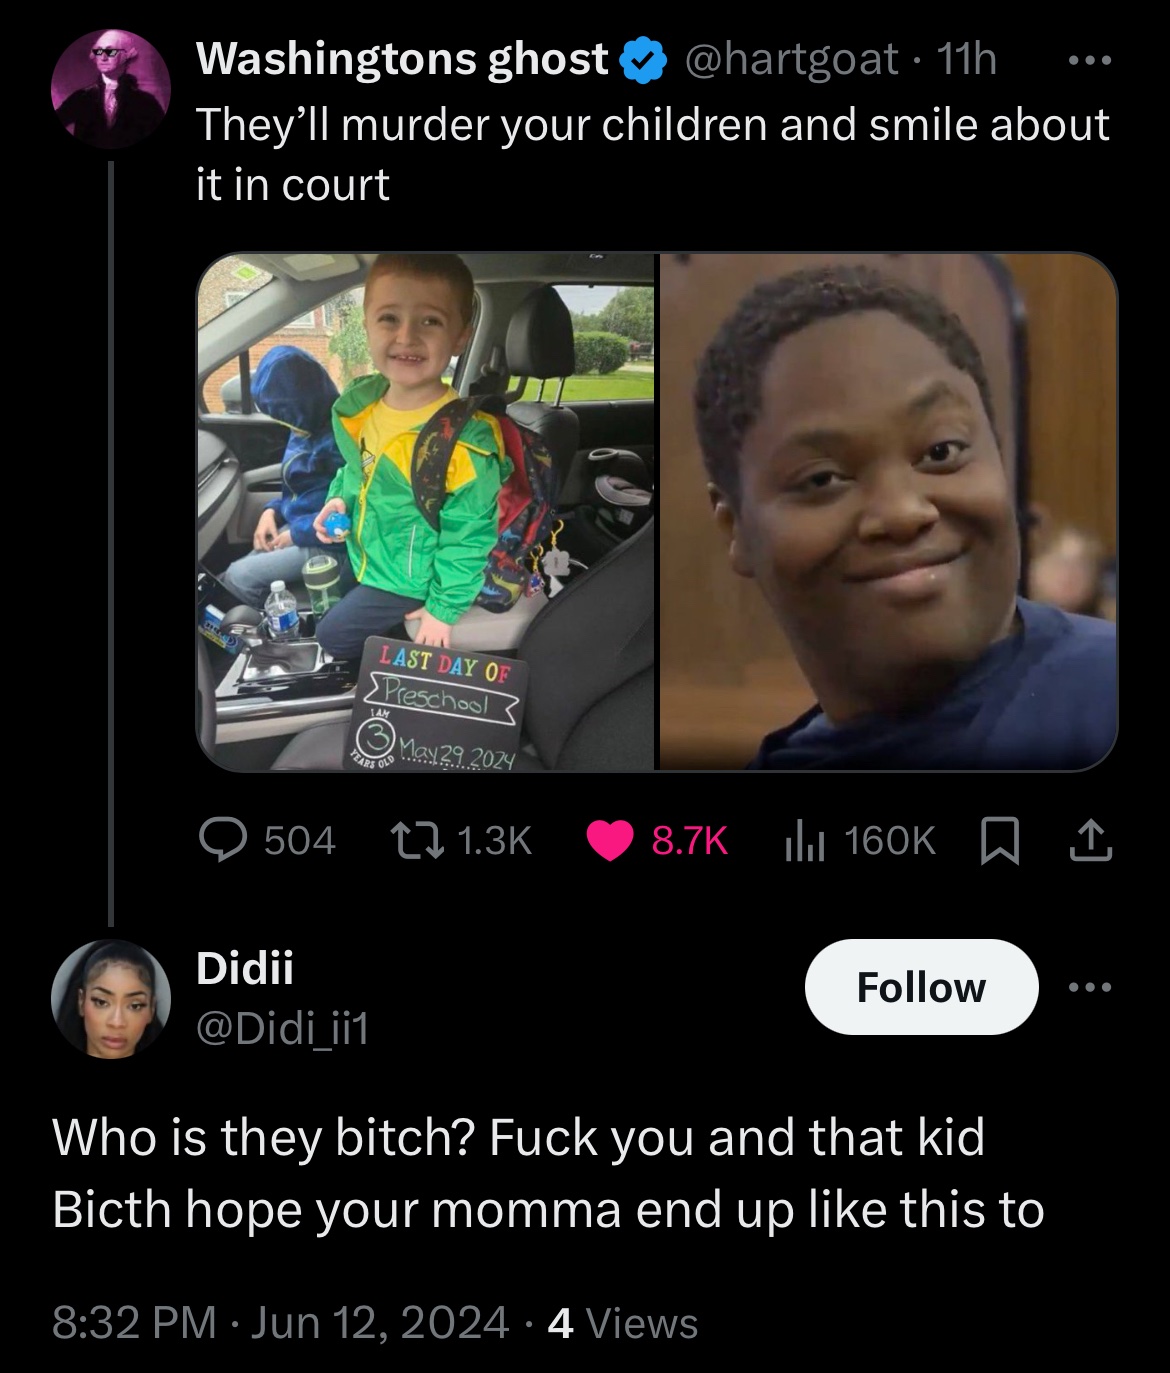 Washingtons ghost @hartgoat · 11h
They’ll murder your children and smile about
it in court
LAST DAY OF
Preschool
I AM
3
YEARS OLD
May 29, 2024
504 1.3K 8.7K 160K
Didii
Follow
@Didi_ii1
Who is they bitch? Fuck you and that kid
Bicth hope your momma end up like this to
8:32 PM · Jun 12, 2024 · 4 Views